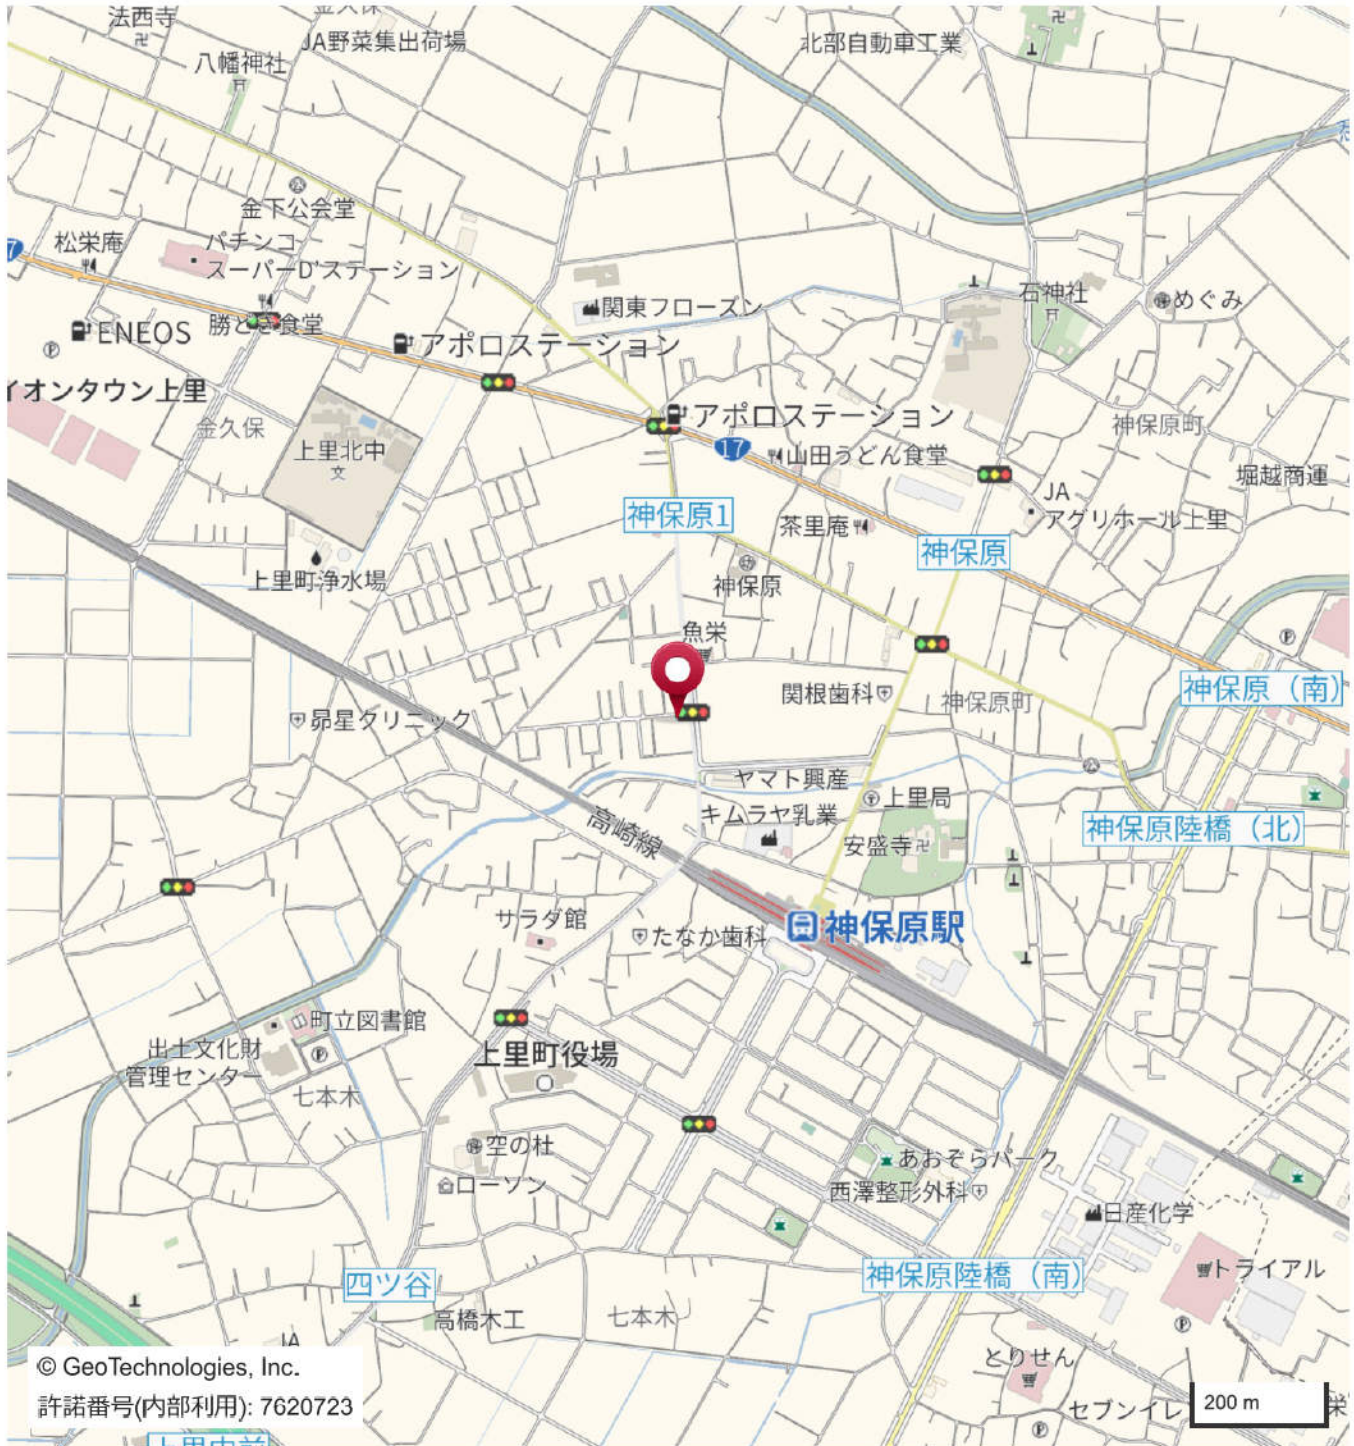 法西寺
金久保
JA野菜集出荷場
北部自動車工業
八幡神社
金下公会堂
松栄庵
パチンコ
スーパーD'ステーション
関東フローズン
石神社
めぐみ
ENEOS
勝どき食堂
アポロステーション
イオンタウン上里
金久保
アポロステーション
17
神保原町
上里北中
山田うどん食堂
堀越商運
JA
アグリホール上里
神保原1
茶里庵
神保原
上里町浄水場
神保原
魚栄
関根歯科
神保原町
神保原(南)
昴星クリニック
ヤマト興産
上里局
キムラヤ乳業
高崎線
安盛寺
神保原陸橋(北)
サラダ館
たなか歯科
神保原駅
町立図書館
出土文化財
管理センター
上里町役場
七本木
空の杜
あおぞらパーク
ローソン
西澤整形外科
日産化学
四ツ谷
神保原陸橋(南)
トライアル
高橋木工
七本木
JA
とりせん
© GeoTechnologies, Inc.
許諾番号(内部利用): 7620723
セブンイレ
200 m
栄